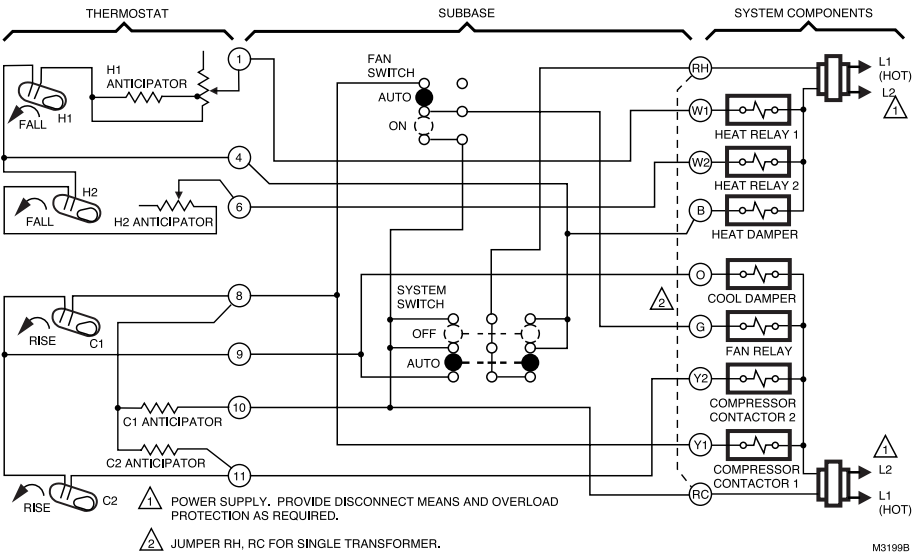 THERMOSTAT
SUBBASE
SYSTEM COMPONENTS
H1
ANTICIPATOR
1
FAN
SWITCH
RH
L1
(HOT)
L2
1
AUTO
ON
FALL
H1
W1
HEAT RELAY 1
4
W2
HEAT RELAY 2
H2
FALL
H2 ANTICIPATOR
6
B
HEAT DAMPER
O
COOL DAMPER
8
SYSTEM
SWITCH
2
RISE
C1
OFF
G
FAN RELAY
9
AUTO
Y2
COMPRESSOR
CONTACTOR 2
10
C1 ANTICIPATOR
C2 ANTICIPATOR
Y1
COMPRESSOR
CONTACTOR 1
1
L2
11
RISE
C2
RC
L1
(HOT)
1 POWER SUPPLY. PROVIDE DISCONNECT MEANS AND OVERLOAD
PROTECTION AS REQUIRED.
2 JUMPER RH, RC FOR SINGLE TRANSFORMER.
M3199B